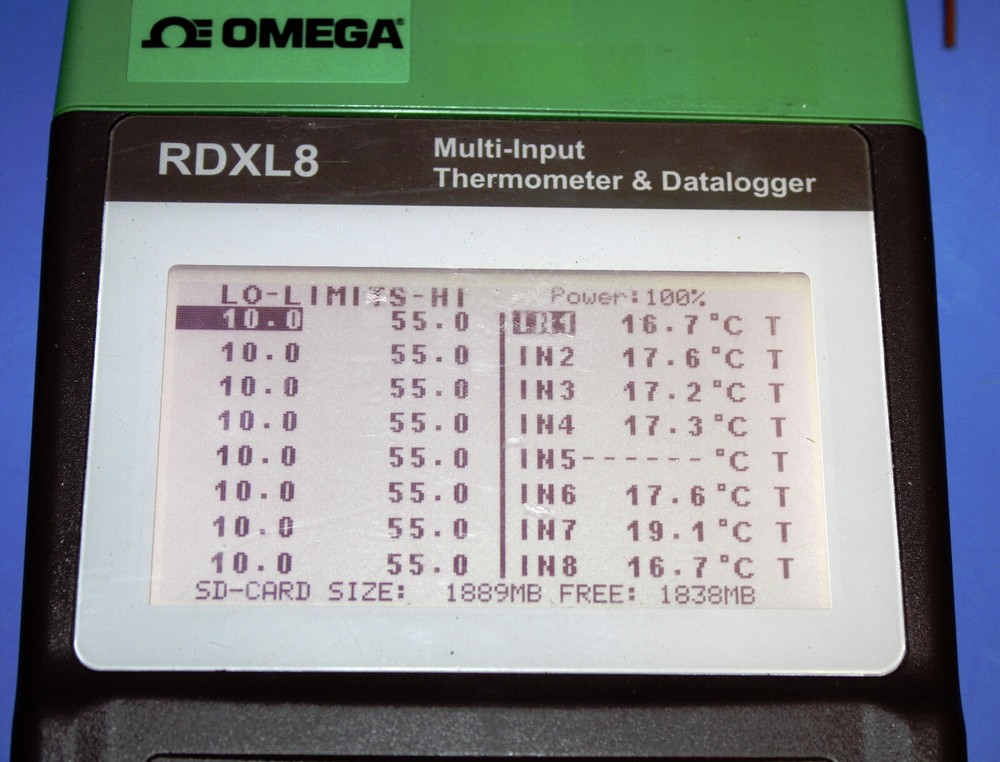 OMEGA®
RDXL8
Multi-Input
Thermometer & Datalogger
LO-LIMITS-HI Power:100%
10.0 55.0 IN1 16.7°C T
10.0 55.0 IN2 17.6°C T
10.0 55.0 IN3 17.2°C T
10.0 55.0 IN4 17.3°C T
10.0 55.0 IN5------°C T
10.0 55.0 IN6 17.6°C T
10.0 55.0 IN7 19.1°C T
10.0 55.0 IN8 16.7°C T
SD-CARD SIZE: 1889MB FREE: 1838MB